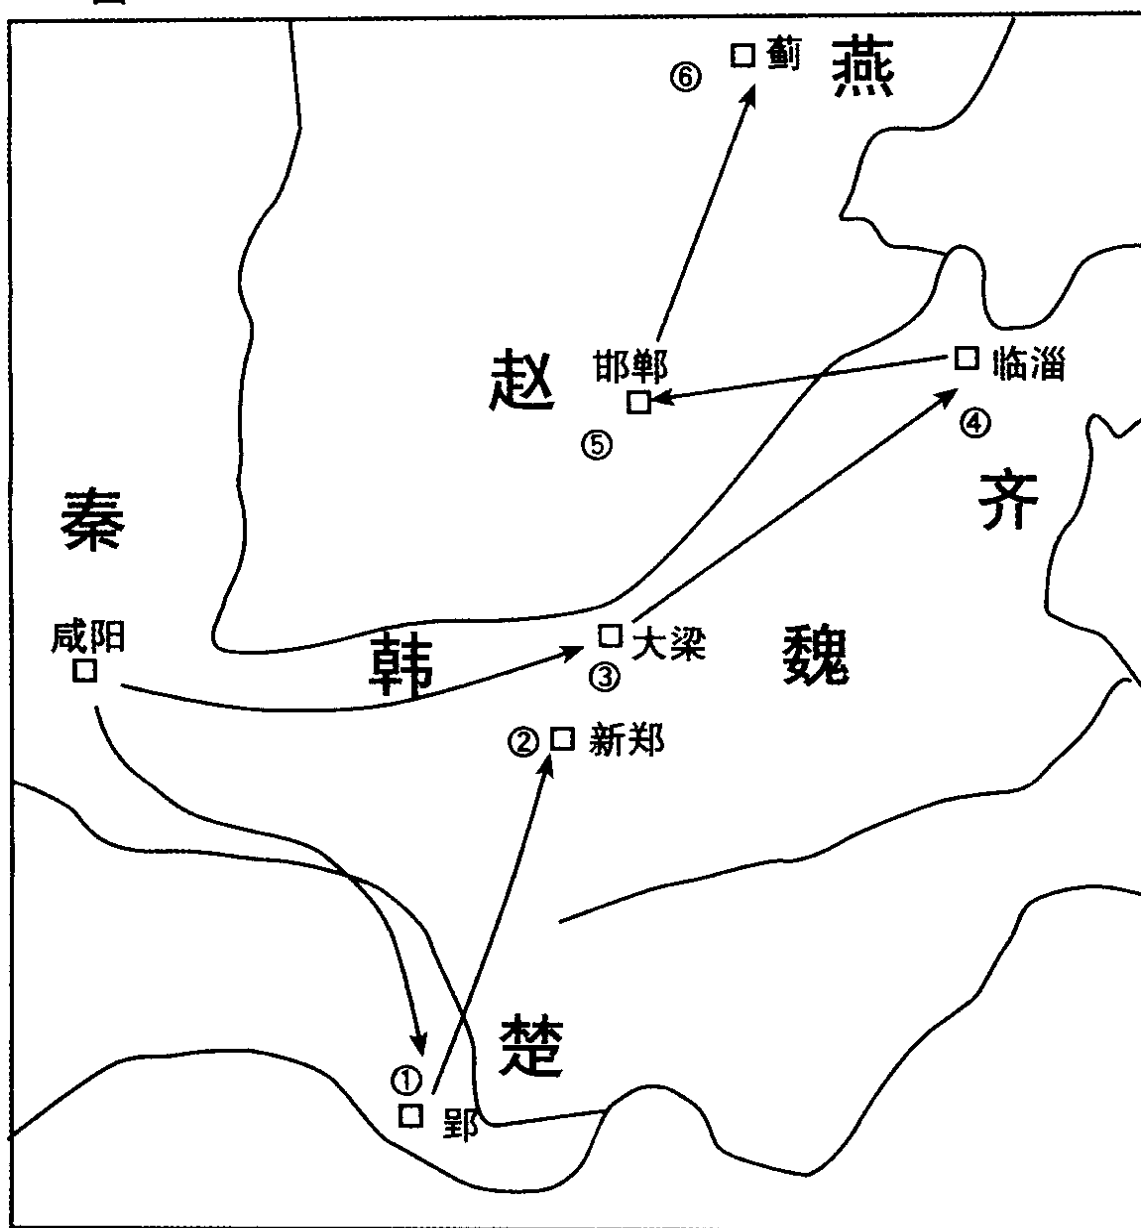 ⑥
蓟
燕
赵
邯郸
⑤
临淄
④
齐
秦
咸阳
韩
大梁
③
魏
②
新郑
楚
①
郢